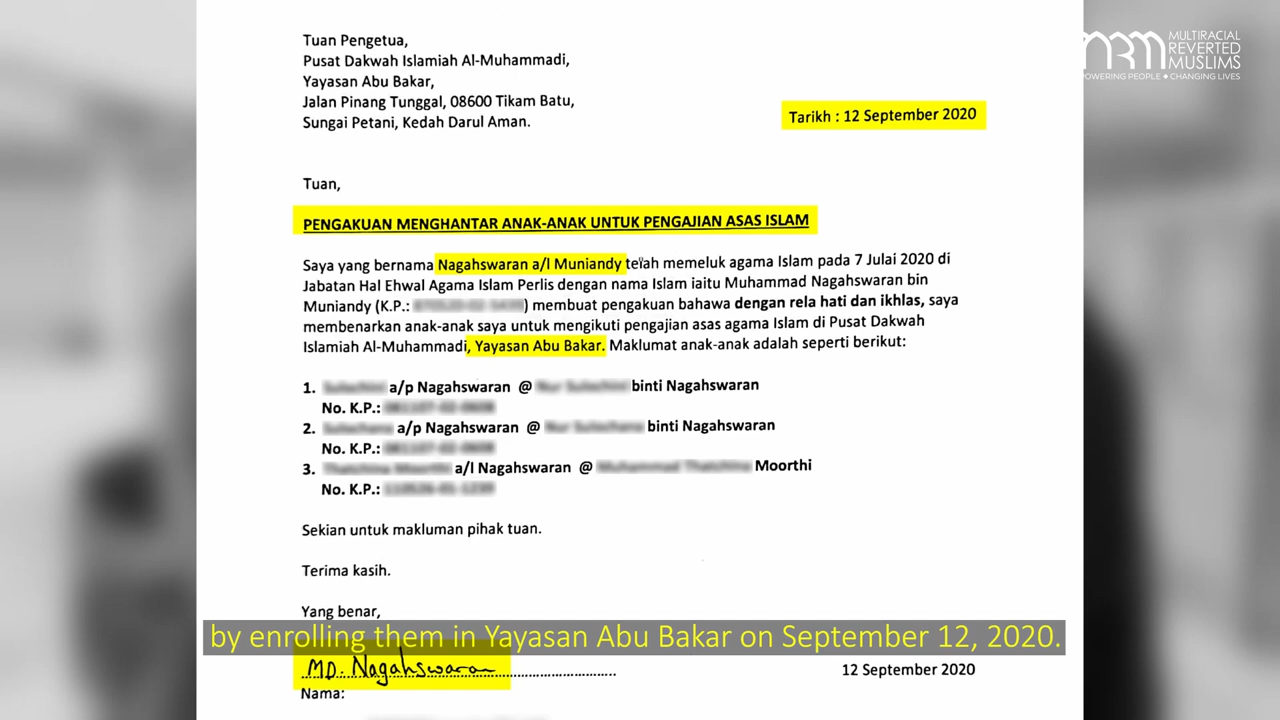 MULTIRACIAL
REVERTED
MUSLIMS
POWERING PEOPLE CHANGING LIVES
Tuan Pengetua,
Pusat Dakwah Islamiah Al-Muhammadi,
Yayasan Abu Bakar,
Jalan Pinang Tunggal, 08600 Tikam Batu,
Sungai Petani, Kedah Darul Aman.
Tarikh : 12 September 2020
Tuan,
PENGAKUAN MENGHANTAR ANAK-ANAK UNTUK PENGAJIAN ASAS ISLAM
Saya yang bernama Nagahswaran a/l Muniandy telah memeluk agama Islam pada 7 Julai 2020 di
Jabatan Hal Ehwal Agama Islam Perlis dengan nama Islam iaitu Muhammad Nagahswaran bin
Muniandy (K.P.: ) membuat pengakuan bahawa dengan rela hati dan ikhlas, saya
membenarkan anak-anak saya untuk mengikuti pengajian asas agama Islam di Pusat Dakwah
Islamiah Al-Muhammadi, Yayasan Abu Bakar. Maklumat anak-anak adalah seperti berikut:
1. a/p Nagahswaran @ binti Nagahswaran
No. K.P.:
2. a/p Nagahswaran @ binti Nagahswaran
No. K.P.:
3. a/l Nagahswaran @ Moorthi
No. K.P.:
Sekian untuk makluman pihak tuan.
Terima kasih.
Yang benar,
by enrolling them in Yayasan Abu Bakar on September 12, 2020.
MD. Nagahswaran
12 September 2020
Nama: